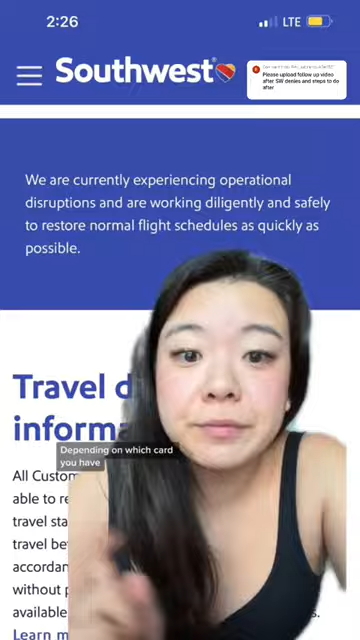 2:26
LTE
Southwest
Please upload follow up video
after SW denies and steps to do
after
We are currently experiencing operational
disruptions and are working diligently and safely
to restore normal flight schedules as quickly as
possible.
Travel d
informa
Depending on which card
you have
All Custom
able to re
travel sta
travel be
accordan
without p
available
Learn m